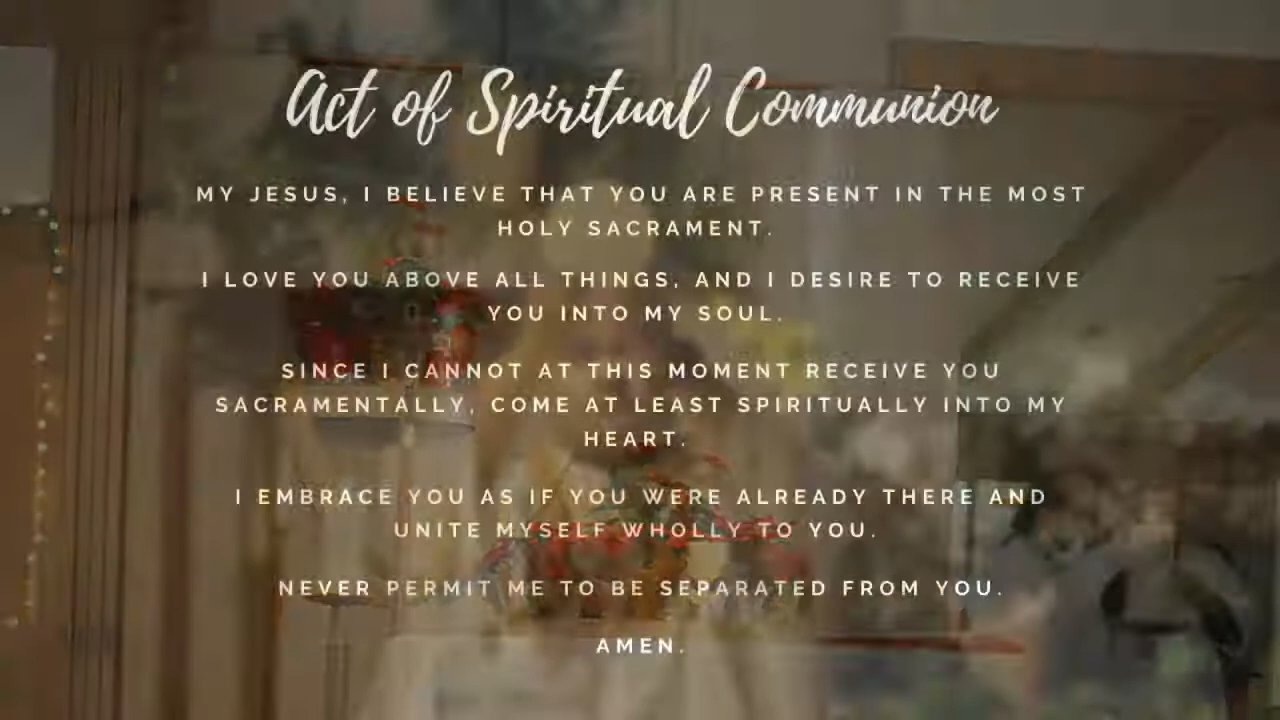 Act of Spiritual Communion
MY JESUS, I BELIEVE THAT YOU ARE PRESENT IN THE MOST
HOLY SACRAMENT.
I LOVE YOU ABOVE ALL THINGS, AND I DESIRE TO RECEIVE
YOU INTO MY SOUL.
SINCE I CANNOT AT THIS MOMENT RECEIVE YOU
SACRAMENTALLY, COME AT LEAST SPIRITUALLY INTO MY
HEART.
I EMBRACE YOU AS IF YOU WERE ALREADY THERE AND
UNITE MYSELF WHOLLY TO YOU.
NEVER PERMIT ME TO BE SEPARATED FROM YOU.
AMEN.